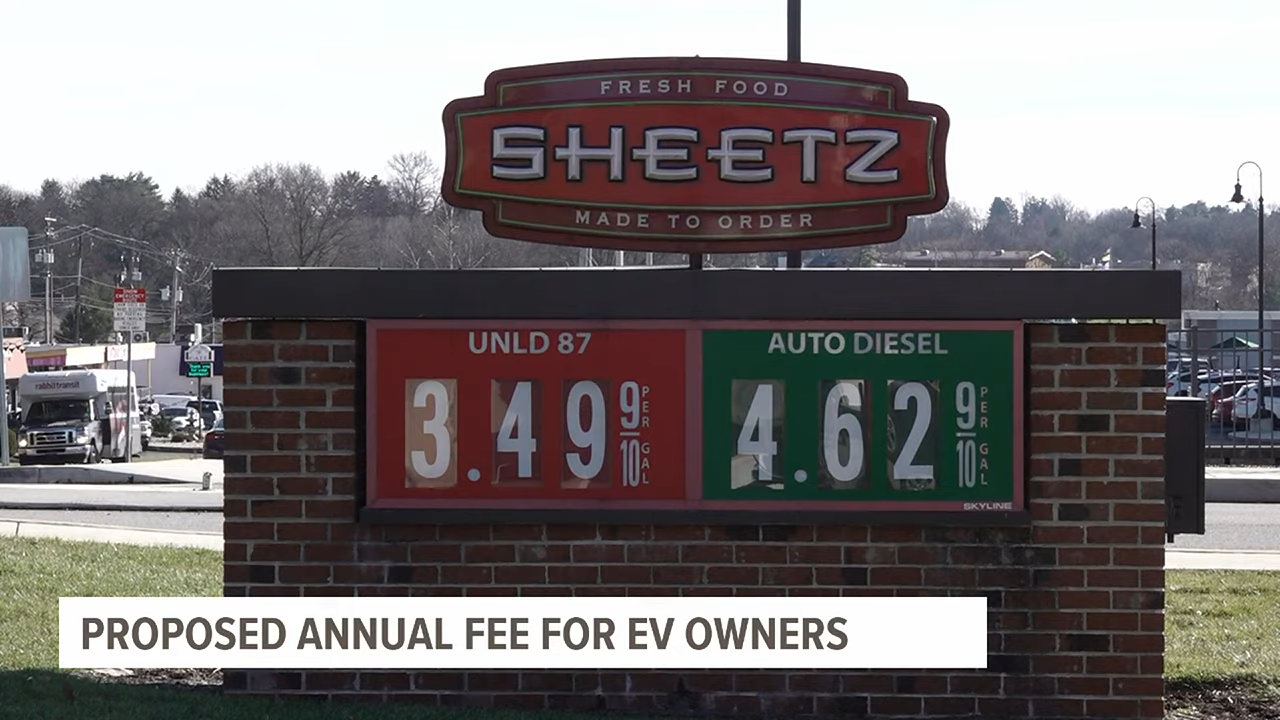 FRESH FOOD
SHEETZ
MADE TO ORDER
UNLD 87
AUTO DIESEL
3.49 9/10 PER GAL
4.62 9/10 PER GAL
SKYLINE
rabbittransit
PROPOSED ANNUAL FEE FOR EV OWNERS